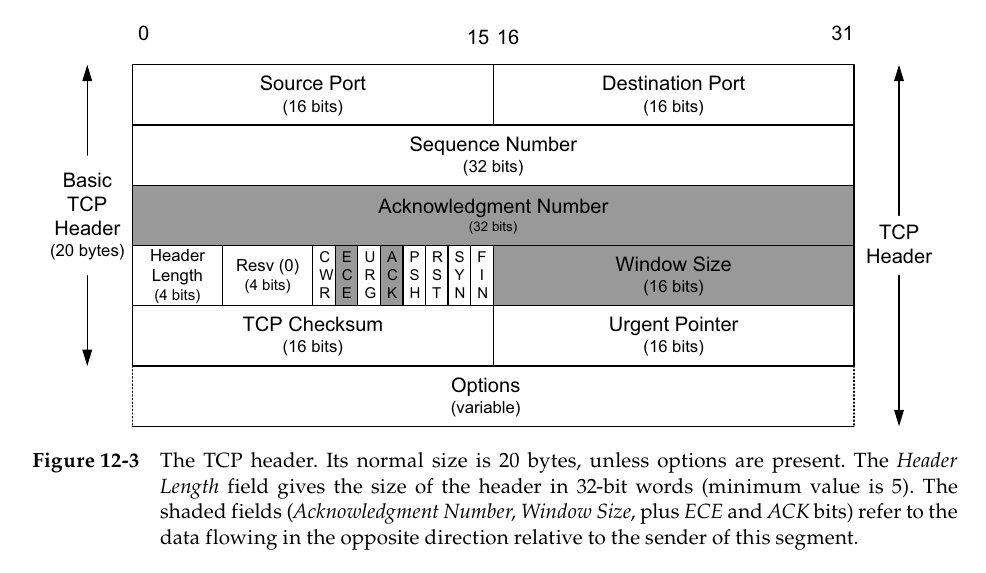 0 15 16 31
Source Port
(16 bits)
Destination Port
(16 bits)
Sequence Number
(32 bits)
Basic
TCP
Header
(20 bytes)
Acknowledgment Number
(32 bits)
TCP
Header
Header
Length
(4 bits)
Resv (0)
(4 bits)
CWR
ECE
URG
ACK
PSH
RST
SYN
FIN
Window Size
(16 bits)
TCP Checksum
(16 bits)
Urgent Pointer
(16 bits)
Options
(variable)
Figure 12-3 The TCP header. Its normal size is 20 bytes, unless options are present. The Header
Length field gives the size of the header in 32-bit words (minimum value is 5). The
shaded fields (Acknowledgment Number, Window Size, plus ECE and ACK bits) refer to the
data flowing in the opposite direction relative to the sender of this segment.